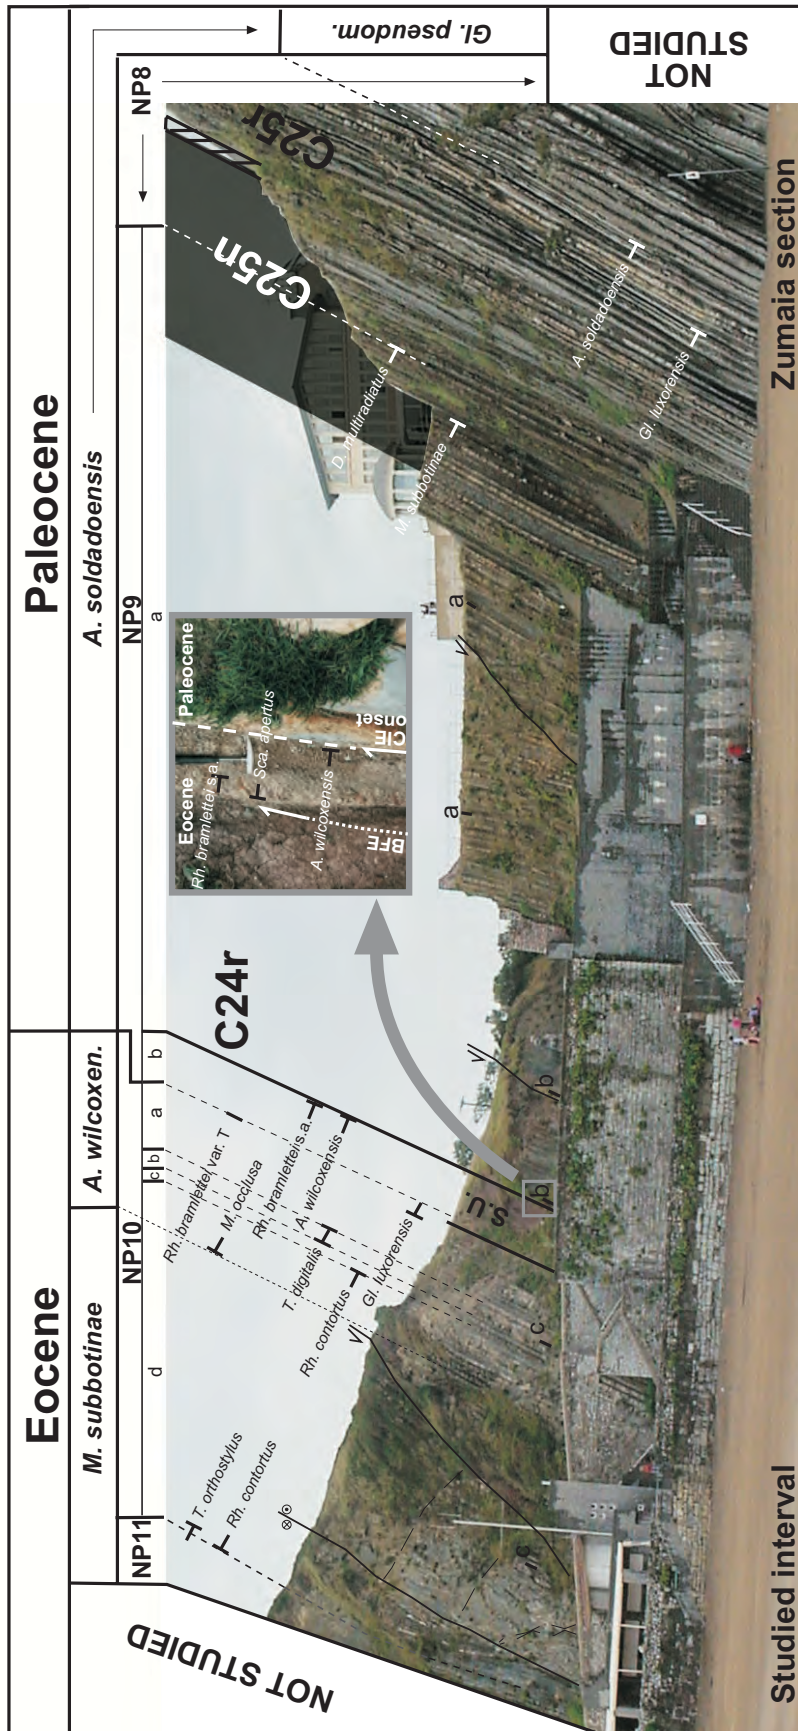 Eocene
Paleocene
M. subbotinae
A. wilcoxen.
A. soldadoensis
Gl. pseudom.
NP11
NP10
NP9
NP8
d
c
b
a
b
a
NOT STUDIED
NOT
STUDIED
C24r
C25n
C25r
T. orthostylus
Rh. contortus
Rh. bramlettei var. T
M. occlusa
Rh. bramlettei s.a.
A. wilcoxensis
T. digitalis
Rh. contortus
Gl. luxorensis
S.U.
Eocene
Paleocene
Rh. bramlettei s.a.
Sca. apertus
A. wilcoxensis
BFE
CIE
onset
D. multiradiatus
M. subbotinae
A. soldadoensis
Gl. luxorensis
c
c
b
b
a
a
Studied interval
Zumaia section